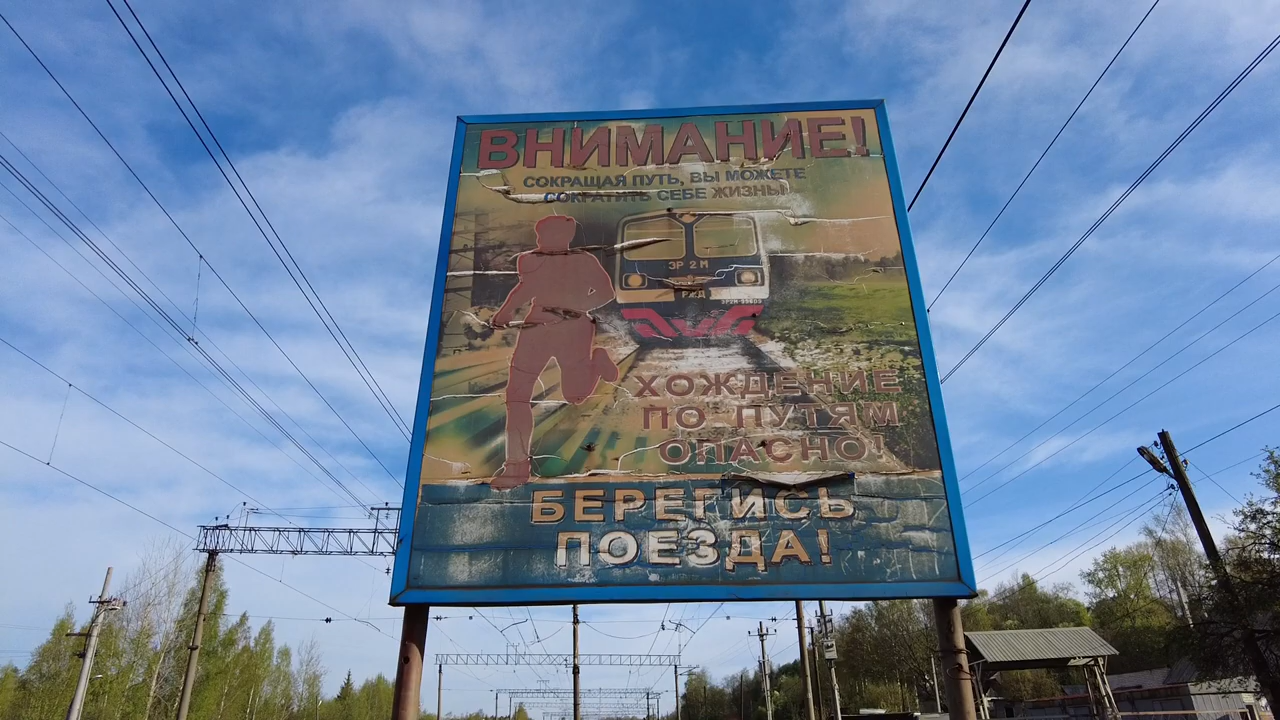 ВНИМАНИЕ!
СОКРАЩАЯ ПУТЬ, ВЫ МОЖЕТЕ
СОКРАТИТЬ СЕБЕ ЖИЗНЬ!
ЭР 2 М
РЖД
ХОЖДЕНИЕ
ПО ПУТЯМ
ОПАСНО!
БЕРЕГИСЬ
ПОЕЗДА!